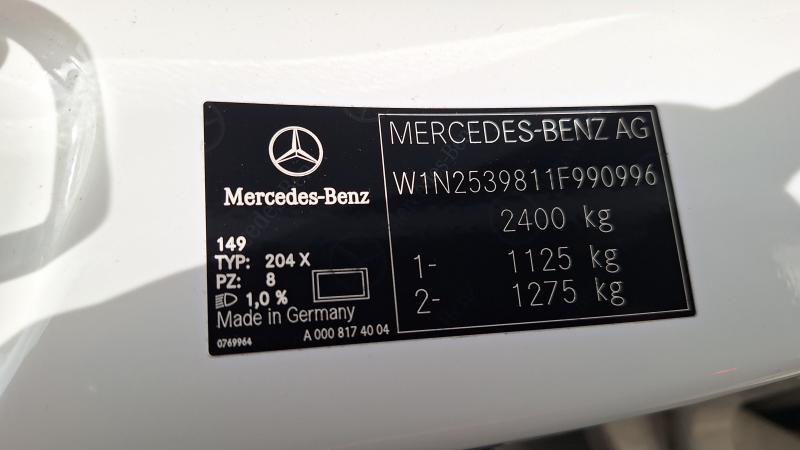 Mercedes-Benz
149
TYP: 204 X
PZ: 8
1,0 %
Made in Germany
0769964
A 000 817 40 04
MERCEDES-BENZ AG
W1N2539811F990996
2400 kg
1- 1125 kg
2- 1275 kg